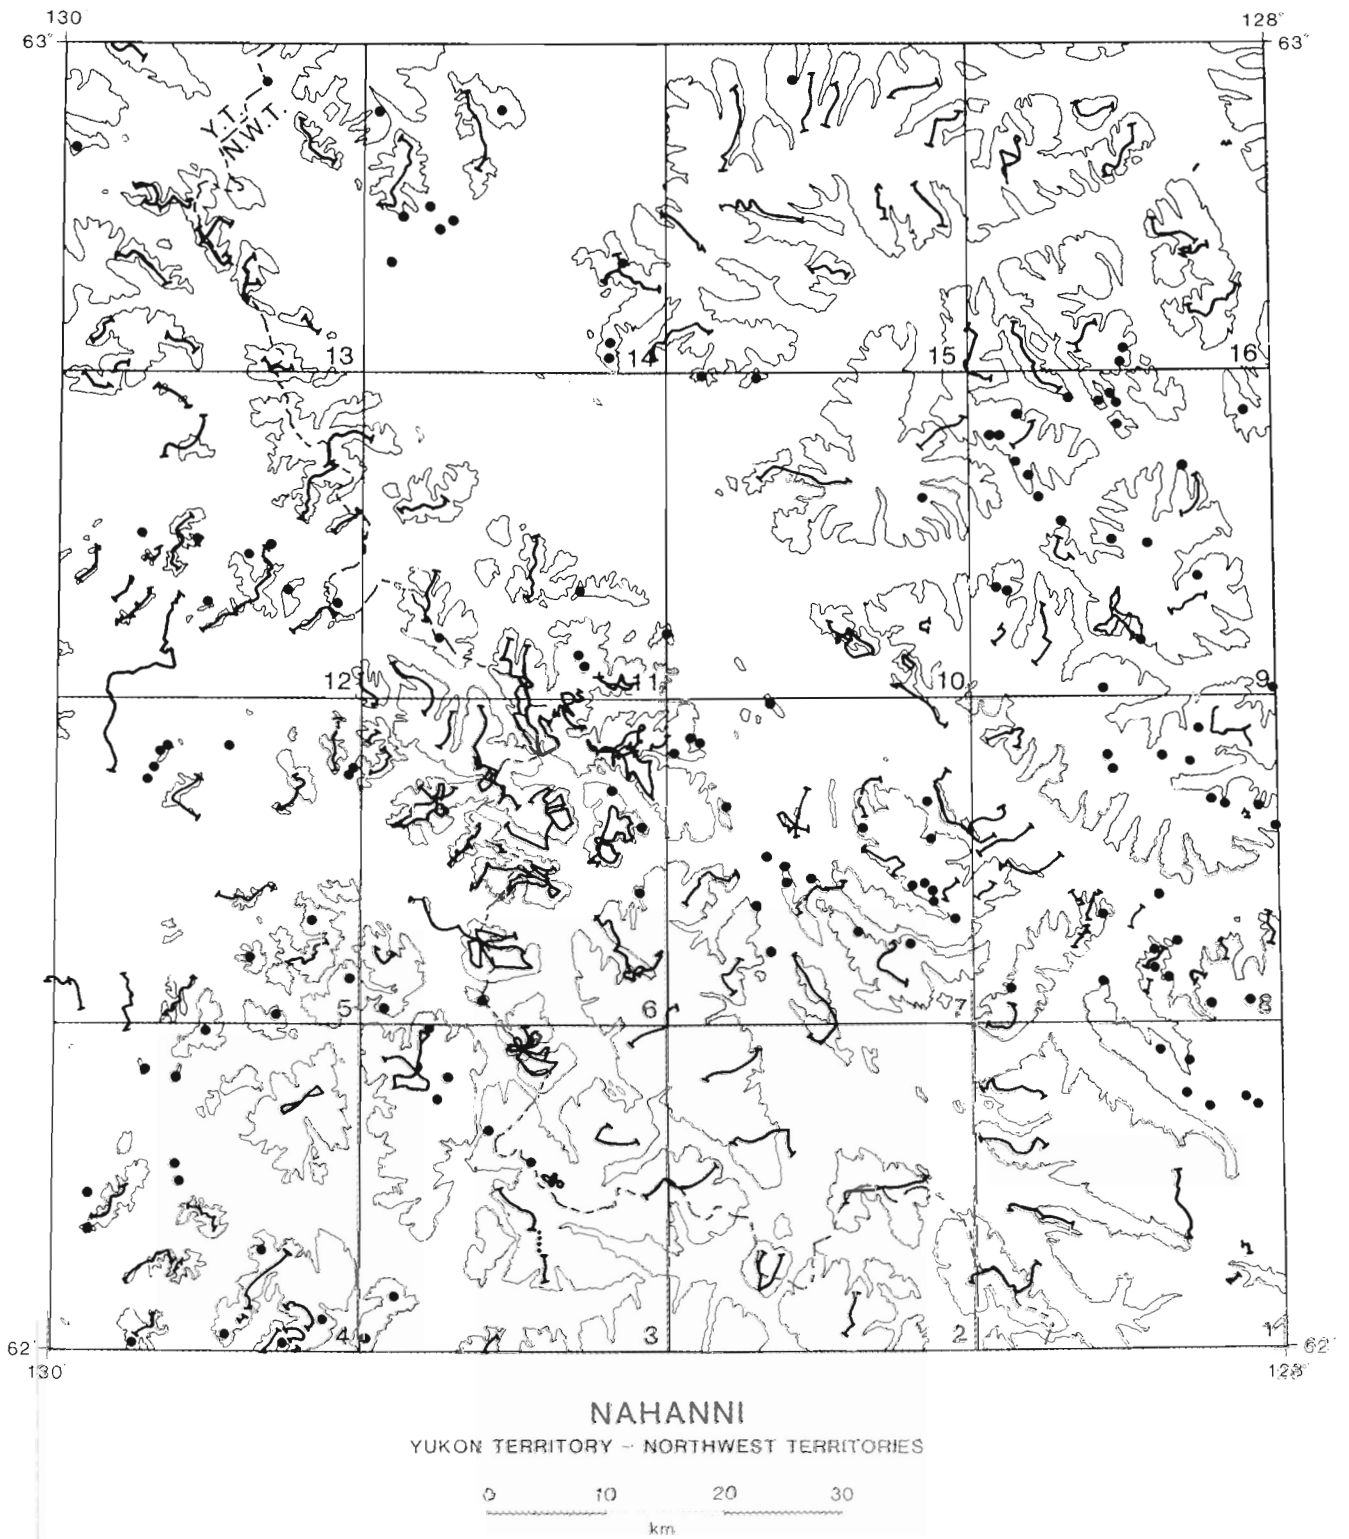 130 128°
63° 63°
Y.T.
N.W.T.
13 14 15 16
12 11 10 9
5 6 7 8
4 3 2 1
62° 62°
130° 128°
NAHANNI
YUKON TERRITORY – NORTHWEST TERRITORIES
0 10 20 30
km